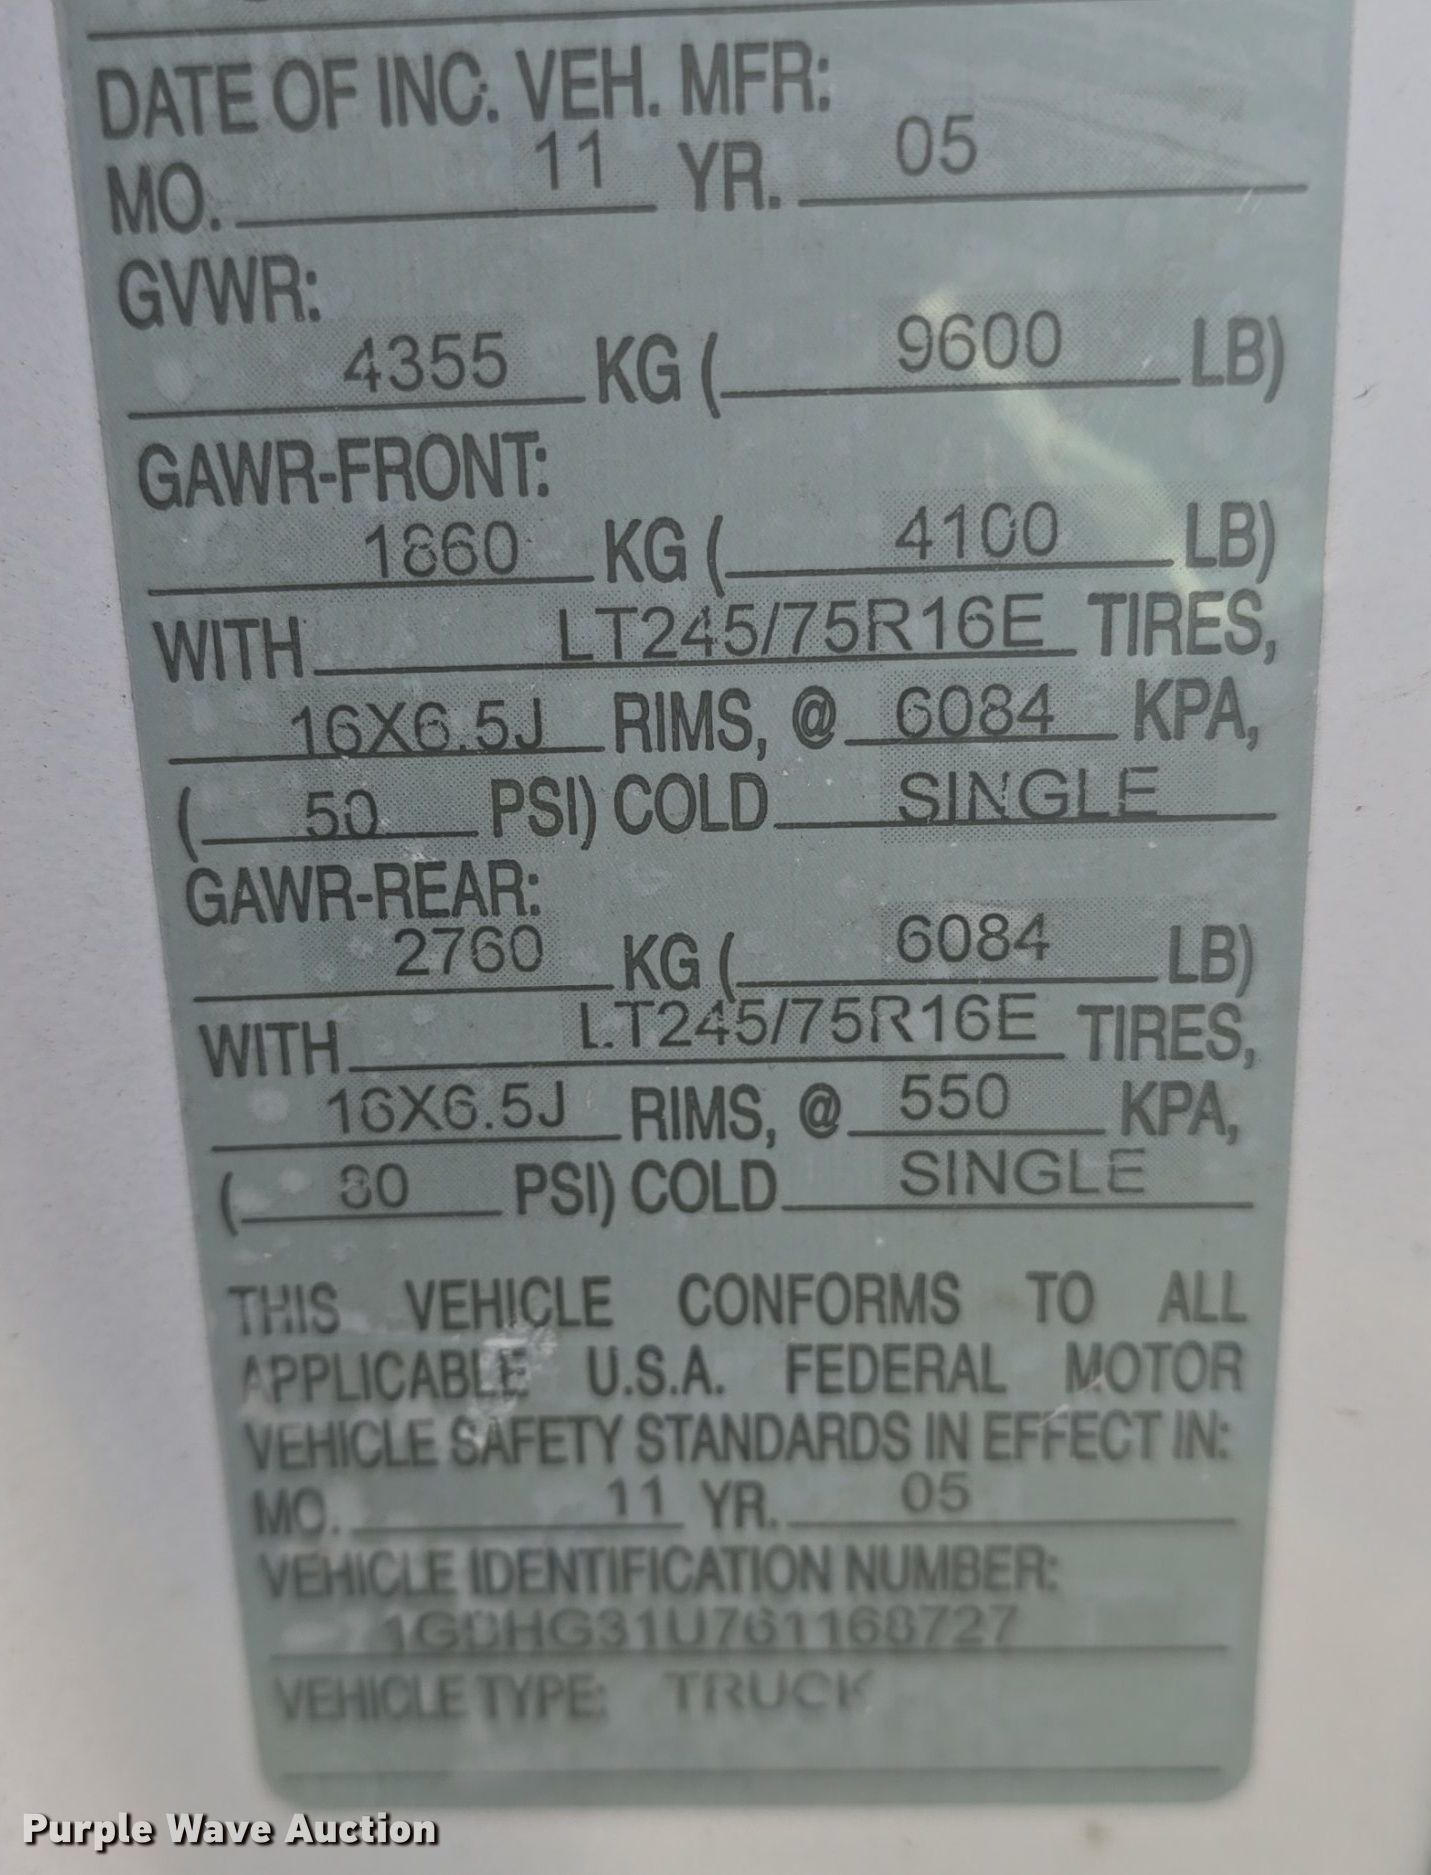 DATE OF INC. VEH. MFR:
MO. 11 YR. 05
GVWR:
4355 KG ( 9600 LB)
GAWR-FRONT:
1860 KG ( 4100 LB)
WITH LT245/75R16E TIRES,
16X6.5J RIMS, @ 6084 KPA,
( 50 PSI) COLD SINGLE
GAWR-REAR:
2760 KG ( 6084 LB)
WITH LT245/75R16E TIRES,
16X6.5J RIMS, @ 550 KPA,
( 80 PSI) COLD SINGLE
THIS VEHICLE CONFORMS TO ALL
APPLICABLE U.S.A. FEDERAL MOTOR
VEHICLE SAFETY STANDARDS IN EFFECT IN:
MO. 11 YR. 05
VEHICLE IDENTIFICATION NUMBER:
1GDHG31U761168727
VEHICLE TYPE: TRUCK
Purple Wave Auction